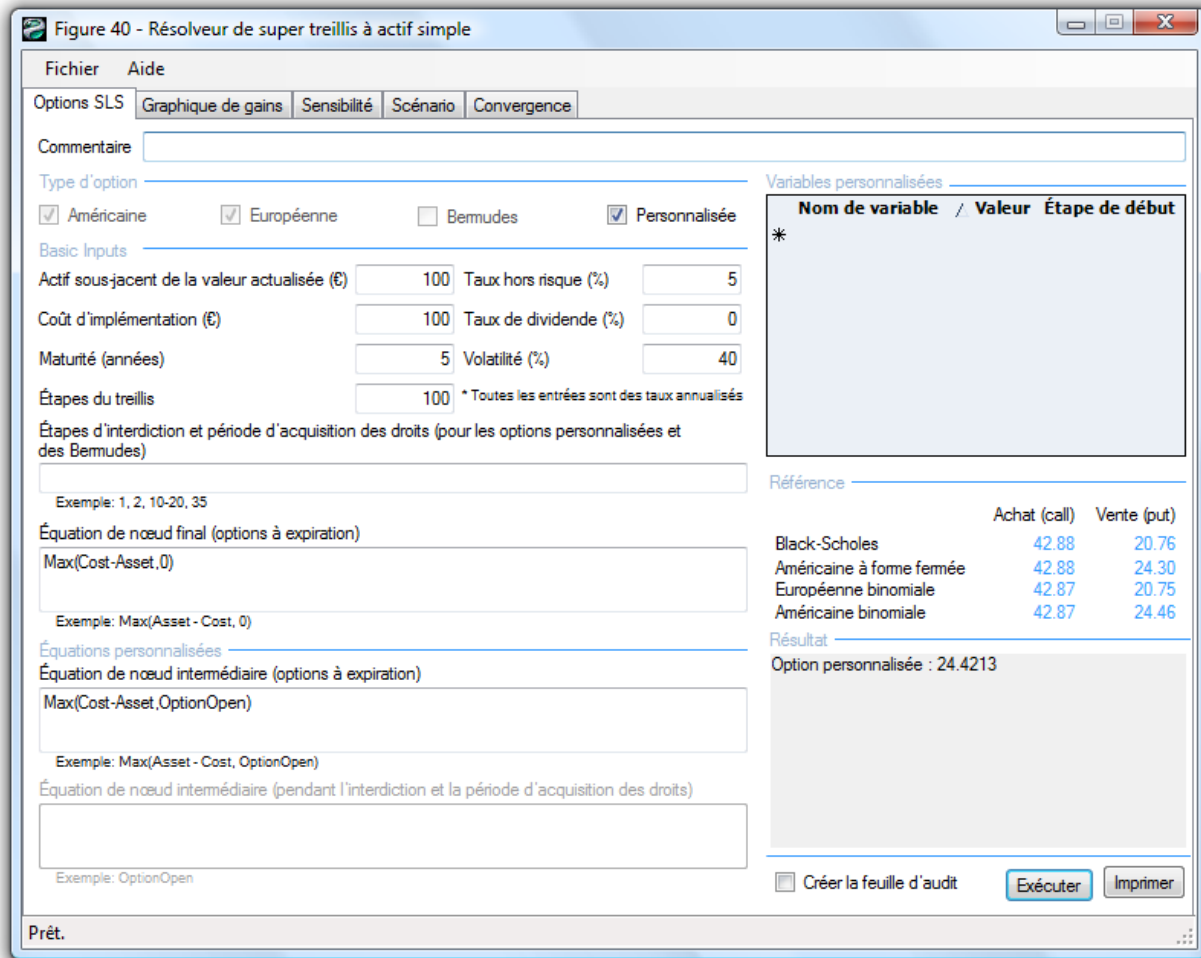 Figure 40 - Résolveur de super treillis à actif simple
Fichier Aide
Options SLS Graphique de gains Sensibilité Scénario Convergence
Commentaire
Type d'option
Américaine Européenne Bermudes Personnalisée
Basic Inputs
Actif sous-jacent de la valeur actualisée (€) 100 Taux hors risque (%) 5
Coût d'implémentation (€) 100 Taux de dividende (%) 0
Maturité (années) 5 Volatilité (%) 40
Étapes du treillis 100 * Toutes les entrées sont des taux annualisés
Étapes d'interdiction et période d'acquisition des droits (pour les options personnalisées et
des Bermudes)
Exemple: 1, 2, 10-20, 35
Équation de nœud final (options à expiration)
Max(Cost-Asset,0)
Exemple: Max(Asset - Cost, 0)
Équations personnalisées
Équation de nœud intermédiaire (options à expiration)
Max(Cost-Asset,OptionOpen)
Exemple: Max(Asset - Cost, OptionOpen)
Équation de nœud intermédiaire (pendant l'interdiction et la période d'acquisition des droits)
Exemple: OptionOpen
Variables personnalisées
Nom de variable Valeur Étape de début
*
Référence
Achat (call) Vente (put)
Black-Scholes 42.88 20.76
Américaine à forme fermée 42.88 24.30
Européenne binomiale 42.87 20.75
Américaine binomiale 42.87 24.46
Résultat
Option personnalisée : 24.4213
Créer la feuille d'audit Exécuter Imprimer
Prêt.